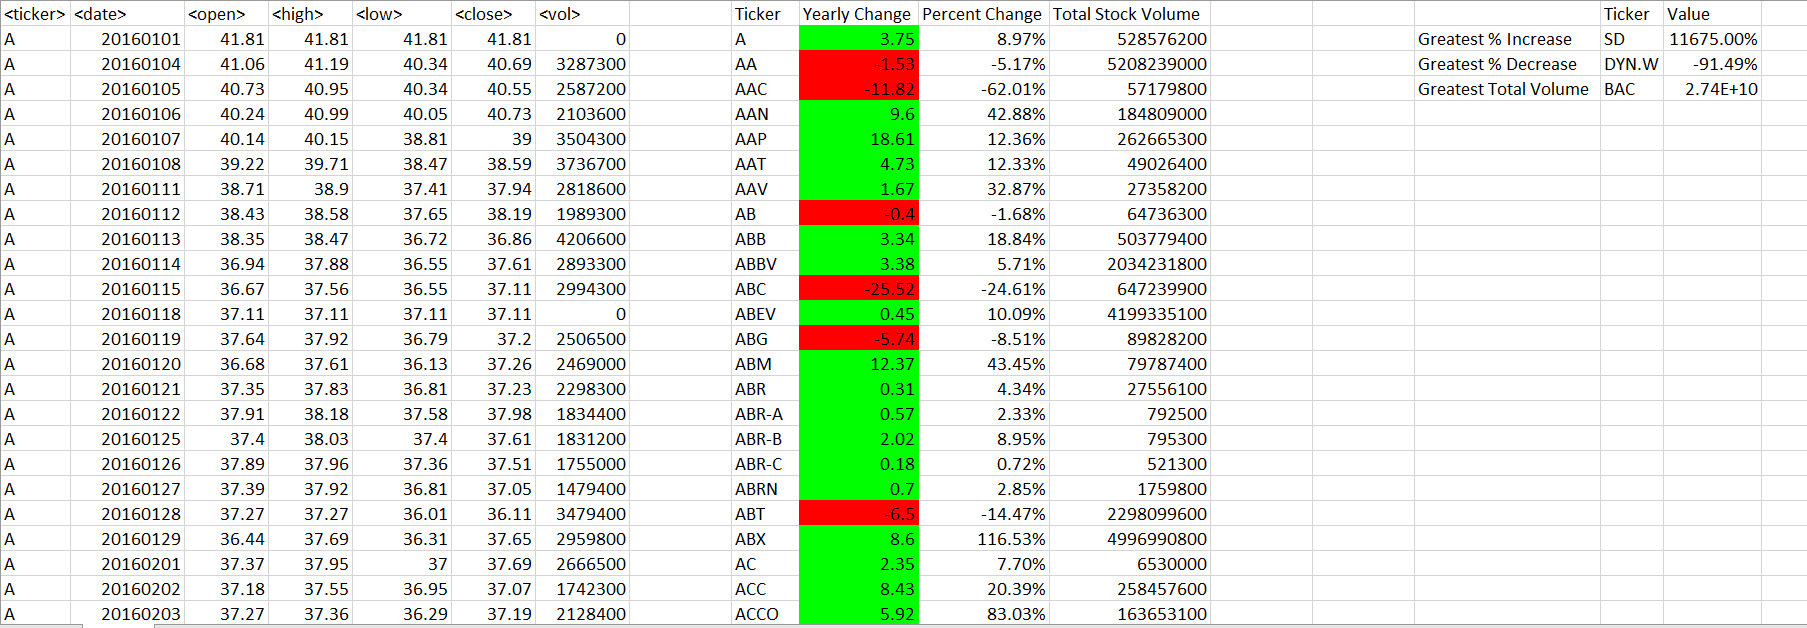 <ticker> <date> <open> <high> <low> <close> <vol> Ticker Yearly Change Percent Change Total Stock Volume Ticker Value
A 20160101 41.81 41.81 41.81 41.81 0 A 3.75 8.97% 528576200 Greatest % Increase SD 11675.00%
A 20160104 41.06 41.19 40.34 40.69 3287300 AA -1.53 -5.17% 5208239000 Greatest % Decrease DYN.W -91.49%
A 20160105 40.73 40.95 40.34 40.55 2587200 AAC -11.82 -62.01% 57179800 Greatest Total Volume BAC 2.74E+10
A 20160106 40.24 40.99 40.05 40.73 2103600 AAN 9.6 42.88% 184809000
A 20160107 40.14 40.15 38.81 39 3504300 AAP 18.61 12.36% 262665300
A 20160108 39.22 39.71 38.47 38.59 3736700 AAT 4.73 12.33% 49026400
A 20160111 38.71 38.9 37.41 37.94 2818600 AAV 1.67 32.87% 27358200
A 20160112 38.43 38.58 37.65 38.19 1989300 AB -0.4 -1.68% 64736300
A 20160113 38.35 38.47 36.72 36.86 4206600 ABB 3.34 18.84% 503779400
A 20160114 36.94 37.88 36.55 37.61 2893300 ABBV 3.38 5.71% 2034231800
A 20160115 36.67 37.56 36.55 37.11 2994300 ABC -25.52 -24.61% 647239900
A 20160118 37.11 37.11 37.11 37.11 0 ABEV 0.45 10.09% 4199335100
A 20160119 37.64 37.92 36.79 37.2 2506500 ABG -5.74 -8.51% 89828200
A 20160120 36.68 37.61 36.13 37.26 2469000 ABM 12.37 43.45% 79787400
A 20160121 37.35 37.83 36.81 37.23 2298300 ABR 0.31 4.34% 27556100
A 20160122 37.91 38.18 37.58 37.98 1834400 ABR-A 0.57 2.33% 792500
A 20160125 37.4 38.03 37.4 37.61 1831200 ABR-B 2.02 8.95% 795300
A 20160126 37.89 37.96 37.36 37.51 1755000 ABR-C 0.18 0.72% 521300
A 20160127 37.39 37.92 36.81 37.05 1479400 ABRN 0.7 2.85% 1759800
A 20160128 37.27 37.27 36.01 36.11 3479400 ABT -6.5 -14.47% 2298099600
A 20160129 36.44 37.69 36.31 37.65 2959800 ABX 8.6 116.53% 4996990800
A 20160201 37.37 37.95 37 37.69 2666500 AC 2.35 7.70% 6530000
A 20160202 37.18 37.55 36.95 37.07 1742300 ACC 8.43 20.39% 258457600
A 20160203 37.27 37.36 36.29 37.19 2128400 ACCO 5.92 83.03% 163653100